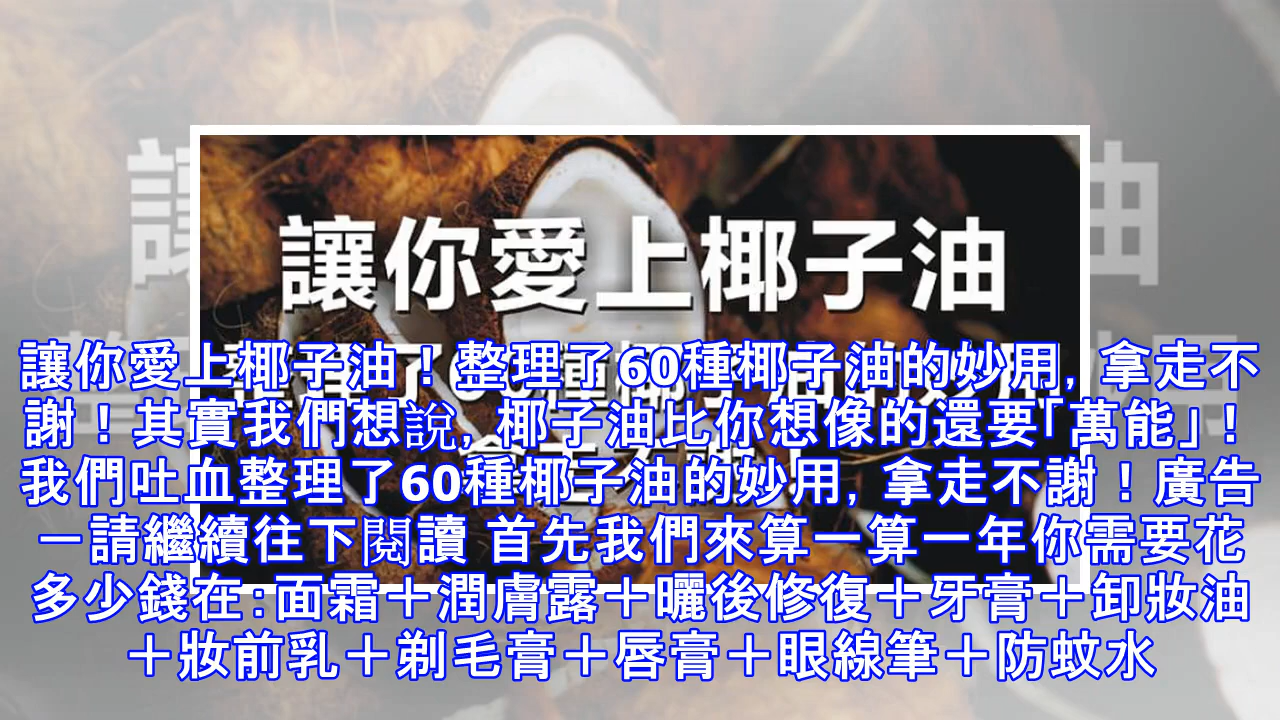 讓你愛上椰子油
讓你愛上椰子油！整理了60種椰子油的妙用, 拿走不
謝！其實我們想說, 椰子油比你想像的還要「萬能」！
我們吐血整理了60種椰子油的妙用, 拿走不謝！廣告
－請繼續往下閱讀 首先我們來算一算一年你需要花
多少錢在:面霜＋潤膚露＋曬後修復＋牙膏＋卸妝油
＋妝前乳＋剃毛膏＋唇膏＋眼線筆＋防蚊水